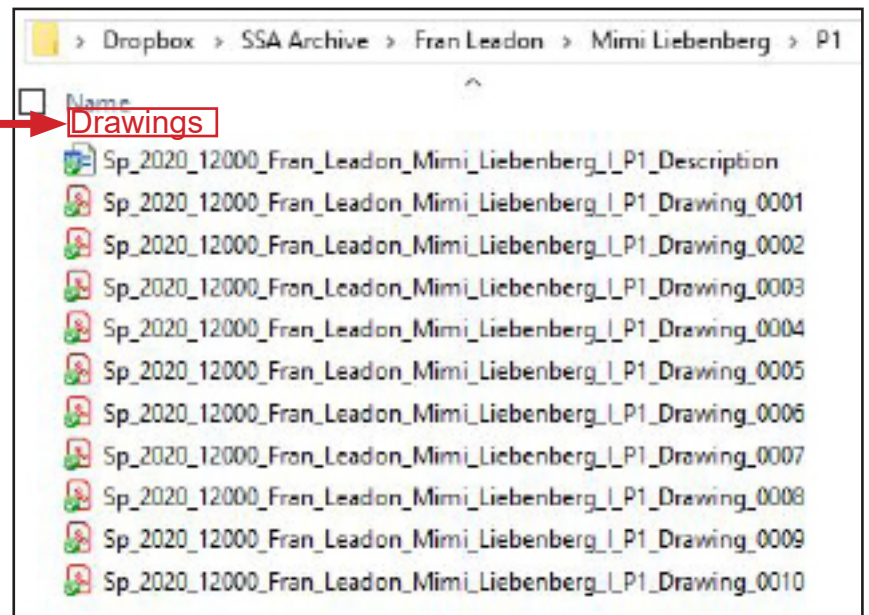 > Dropbox > SSA Archive > Fran Leadon > Mimi Liebenberg > P1
Name
Drawings
Sp_2020_12000_Fran_Leadon_Mimi_Liebenberg_I_P1_Description
Sp_2020_12000_Fran_Leadon_Mimi_Liebenberg_I_P1_Drawing_0001
Sp_2020_12000_Fran_Leadon_Mimi_Liebenberg_I_P1_Drawing_0002
Sp_2020_12000_Fran_Leadon_Mimi_Liebenberg_I_P1_Drawing_0003
Sp_2020_12000_Fran_Leadon_Mimi_Liebenberg_I_P1_Drawing_0004
Sp_2020_12000_Fran_Leadon_Mimi_Liebenberg_I_P1_Drawing_0005
Sp_2020_12000_Fran_Leadon_Mimi_Liebenberg_I_P1_Drawing_0006
Sp_2020_12000_Fran_Leadon_Mimi_Liebenberg_I_P1_Drawing_0007
Sp_2020_12000_Fran_Leadon_Mimi_Liebenberg_I_P1_Drawing_0008
Sp_2020_12000_Fran_Leadon_Mimi_Liebenberg_I_P1_Drawing_0009
Sp_2020_12000_Fran_Leadon_Mimi_Liebenberg_I_P1_Drawing_0010